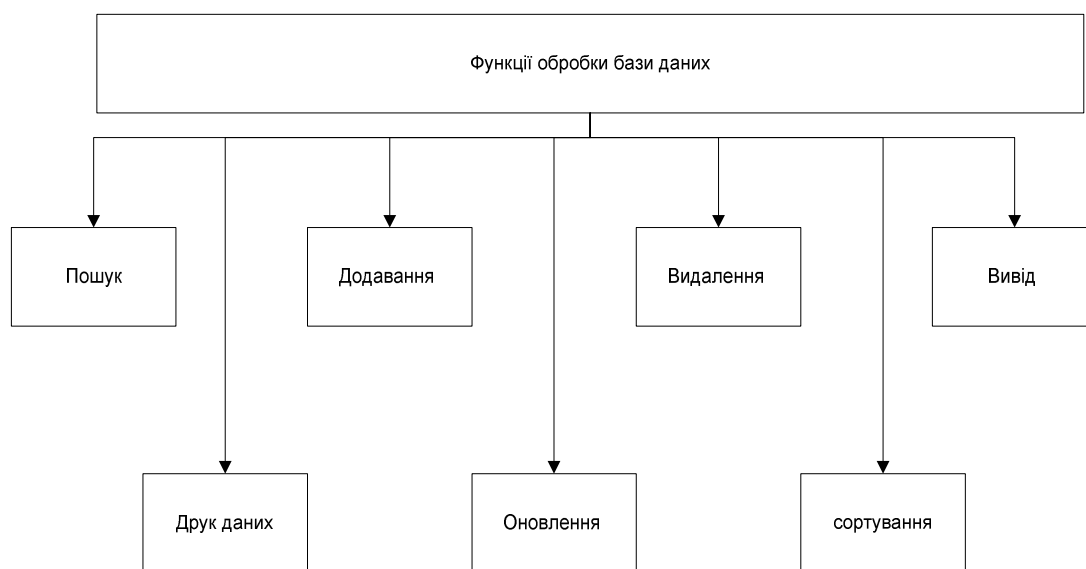 Функції обробки бази даних
Пошук
Додавання
Видалення
Вивід
Друк даних
Оновлення
сортування